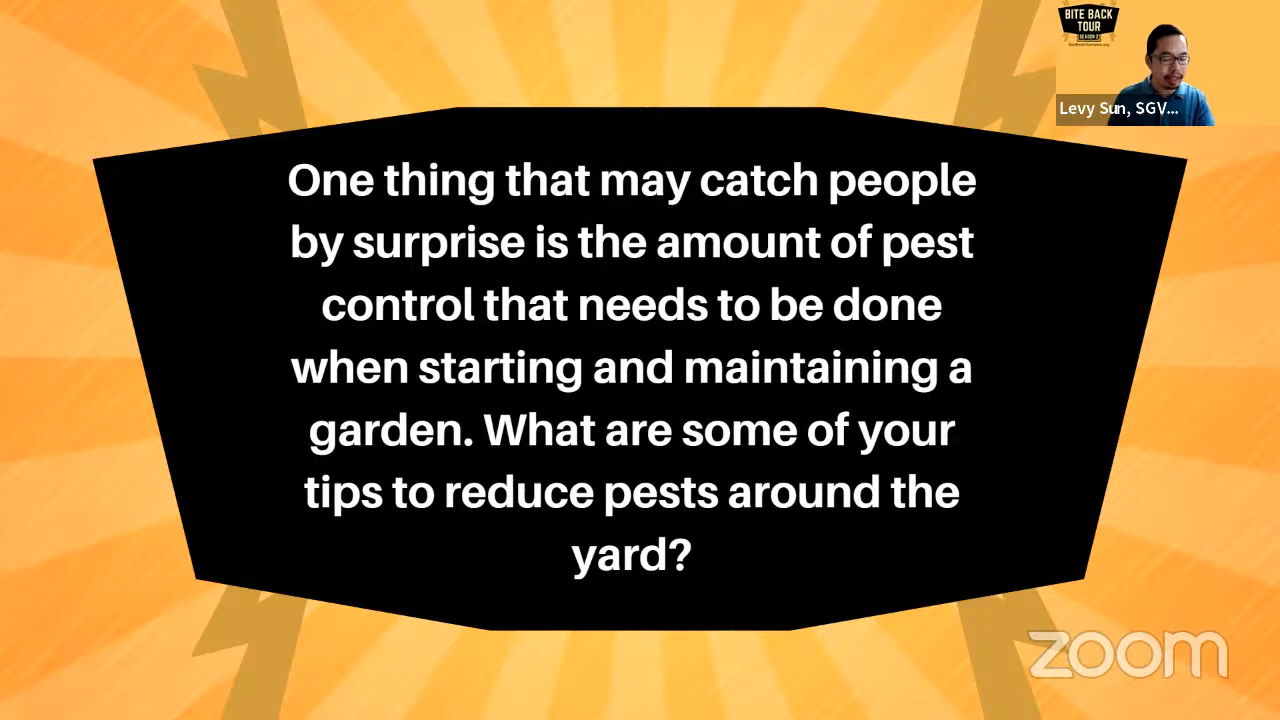 BITE BACK
TOUR
Levy Sun, SGV...
One thing that may catch people
by surprise is the amount of pest
control that needs to be done
when starting and maintaining a
garden. What are some of your
tips to reduce pests around the
yard?
zoom